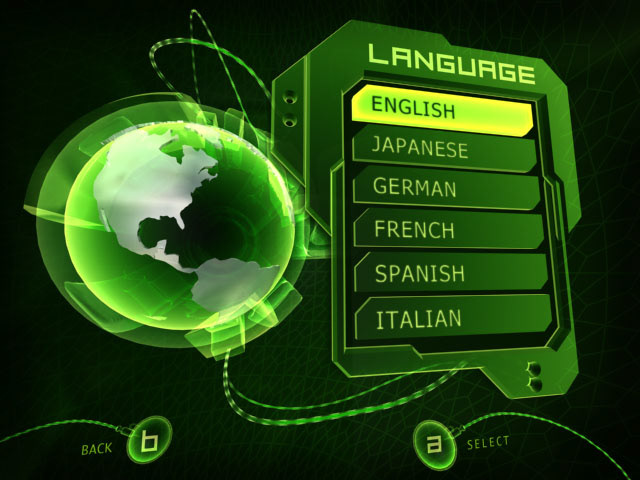 LANGUAGE
ENGLISH
JAPANESE
GERMAN
FRENCH
SPANISH
ITALIAN
BACK b
a SELECT